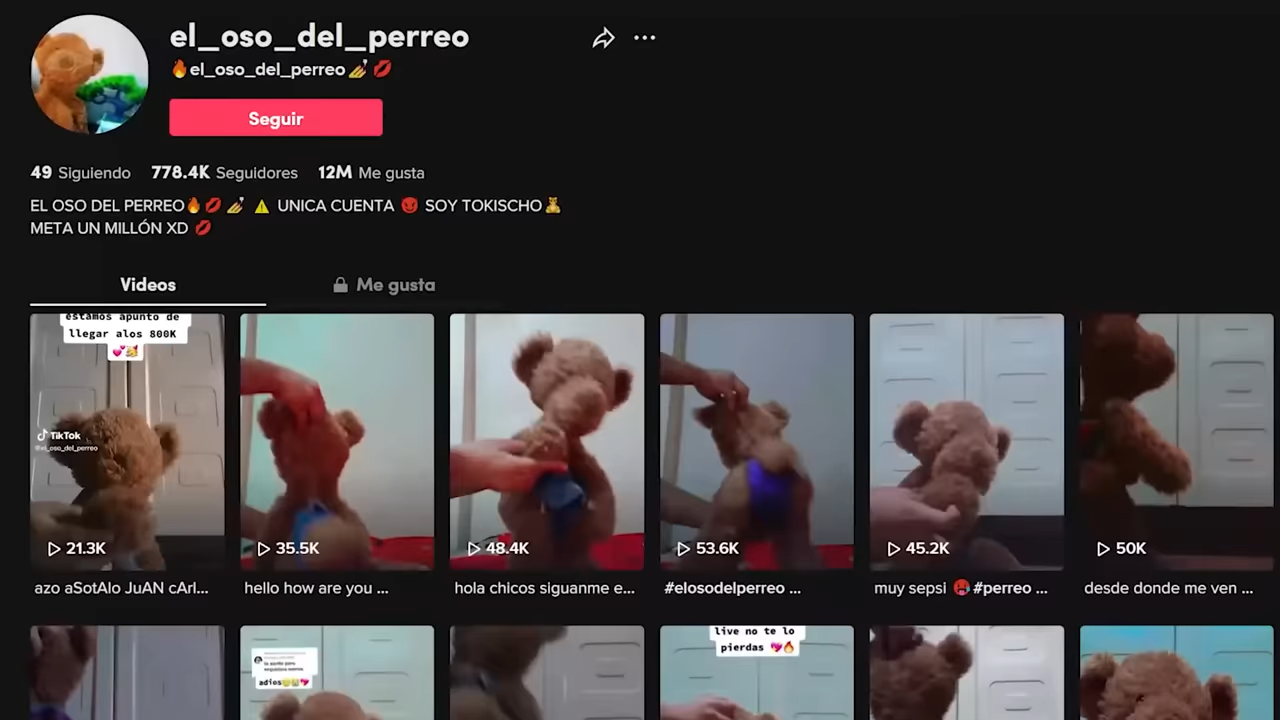 el_oso_del_perreo
🔥el_oso_del_perreo💅💋
Seguir
49 Siguiendo 778.4K Seguidores 12M Me gusta
EL OSO DEL PERREO🔥💋💅 ⚠️ UNICA CUENTA 😈 SOY TOKISCHO🧸
META UN MILLÓN XD 💋
Videos
Me gusta
estamos apunto de
llegar alos 800K
💕🥰
TikTok
@el_oso_del_perreo
21.3K
35.5K
48.4K
53.6K
45.2K
50K
azo aSotAlo JuAN cArl...
hello how are you ...
hola chicos siguanme e...
#elosodelperreo ...
muy sepsi 🥵#perreo ...
desde donde me ven ...
adios
live no te lo
pierdas 💖🔥